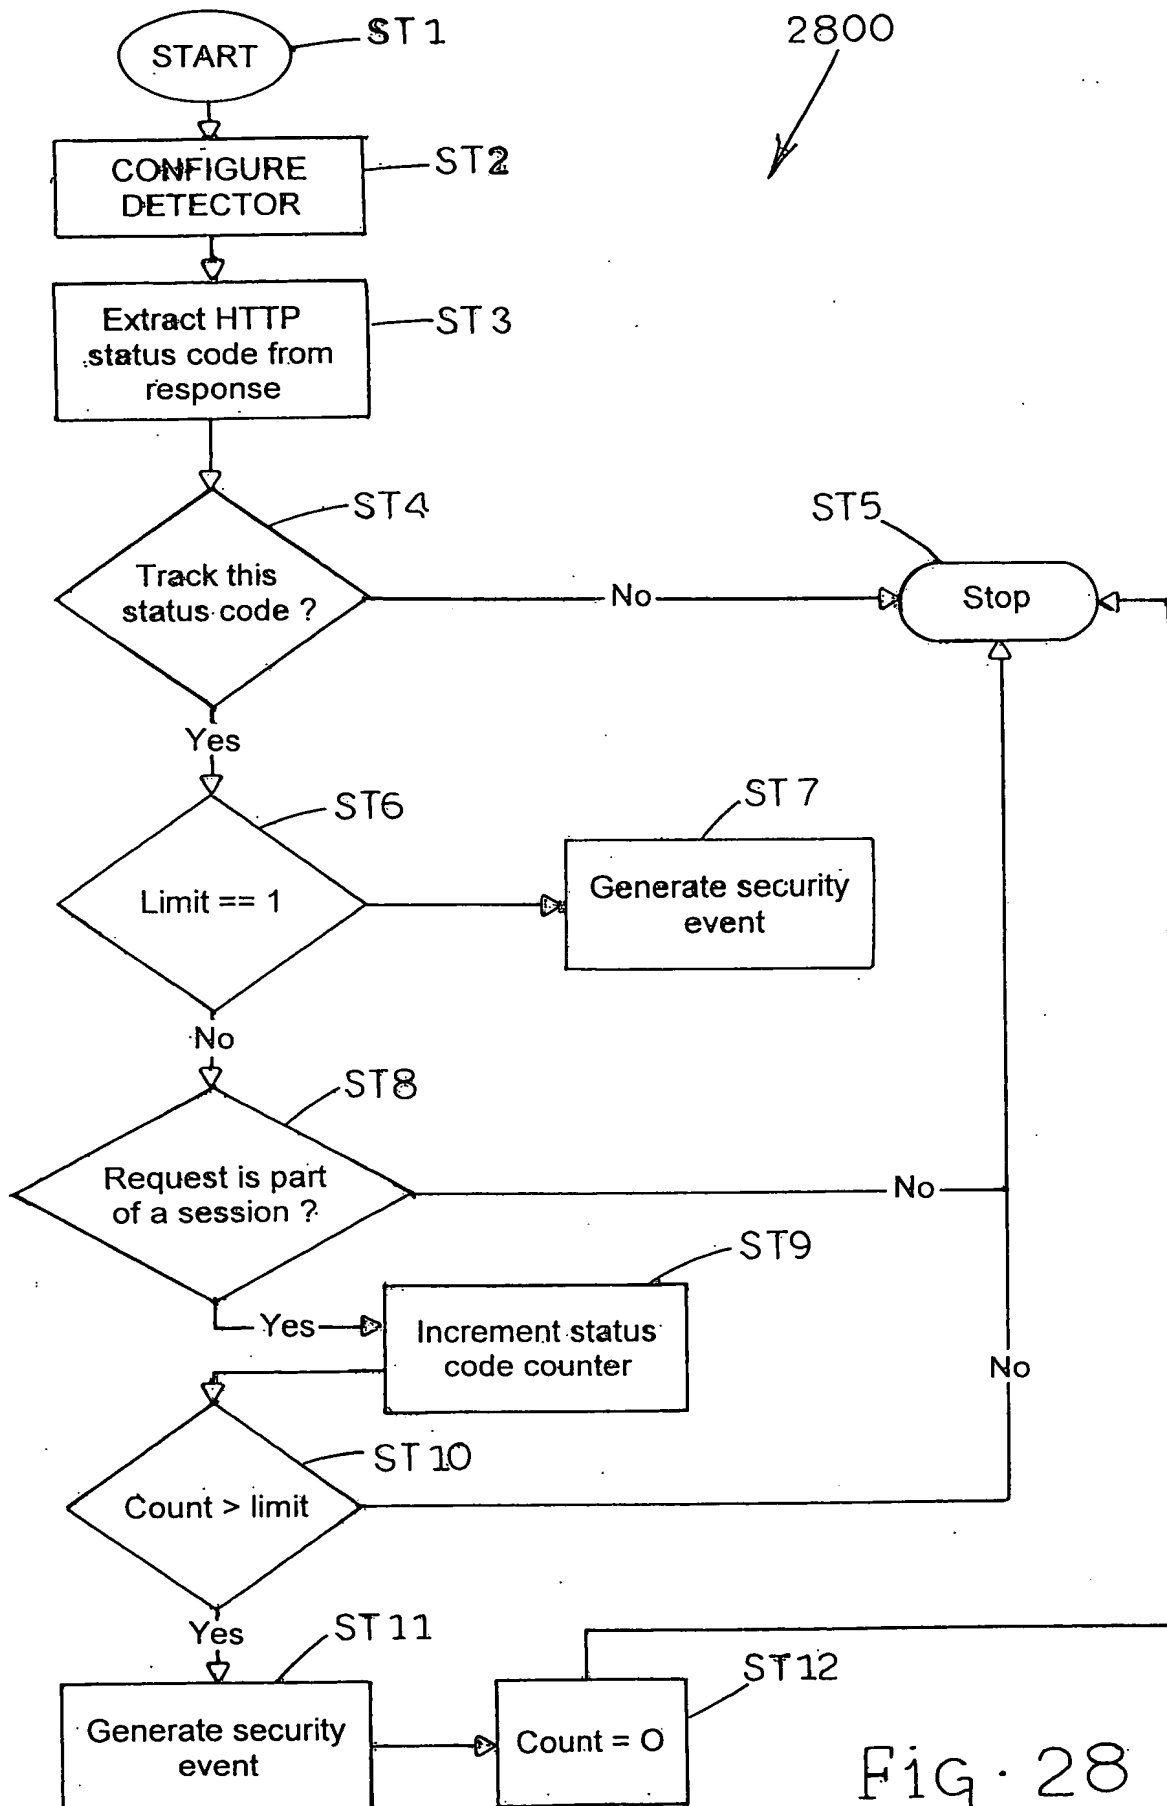 START
ST1
2800
CONFIGURE
DETECTOR
ST2
Extract HTTP
status code from
response
ST3
Track this
status code ?
ST4
No
ST5
Stop
Yes
Limit == 1
ST6
Generate security
event
ST7
No
Request is part
of a session ?
ST8
No
Yes
Increment status
code counter
ST9
No
Count > limit
ST10
Yes
Generate security
event
ST11
Count = O
ST12
FiG. 28